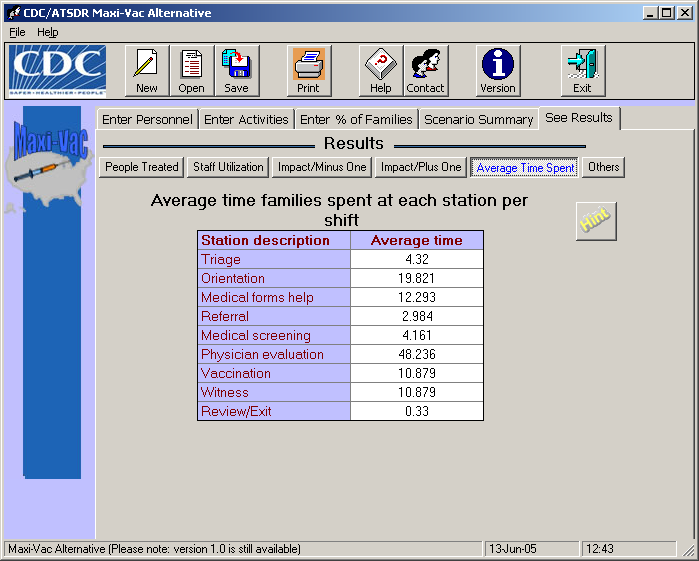 CDC/ATSDR Maxi-Vac Alternative
File Help
CDC
SAFER·HEALTHIER·PEOPLE
New Open Save Print Help Contact Version Exit
Maxi-Vac
Enter Personnel Enter Activities Enter % of Families Scenario Summary See Results
Results
People Treated Staff Utilization Impact/Minus One Impact/Plus One Average Time Spent Others
Average time families spent at each station per
shift
Hint
Station description Average time
Triage 4.32
Orientation 19.821
Medical forms help 12.293
Referral 2.984
Medical screening 4.161
Physician evaluation 48.236
Vaccination 10.879
Witness 10.879
Review/Exit 0.33
Maxi-Vac Alternative (Please note: version 1.0 is still available) 13-Jun-05 12:43